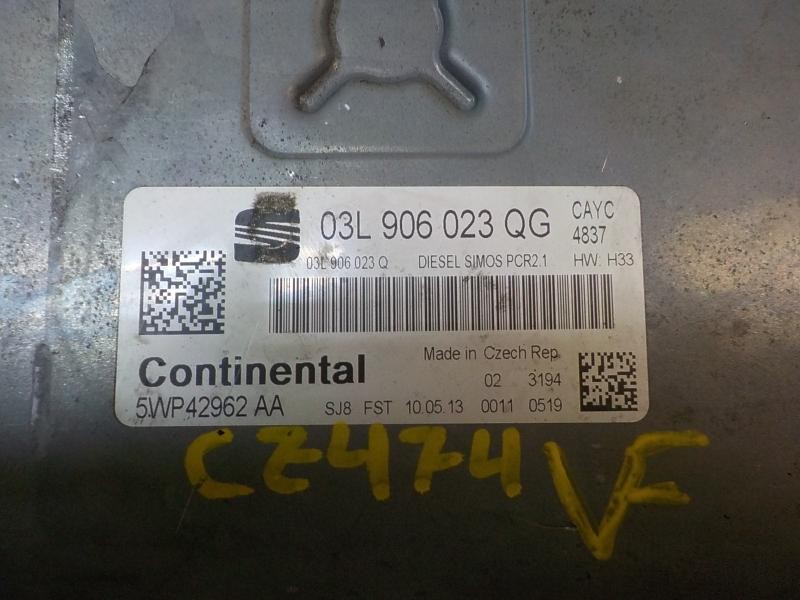 03L 906 023 QG
CAYC
4837
03L 906 023 Q DIESEL SIMOS PCR2.1 HW: H33
Continental
Made in Czech Rep
02 3194
5WP42962 AA SJ8 FST 10.05.13 0011 0519
CZ474 VF